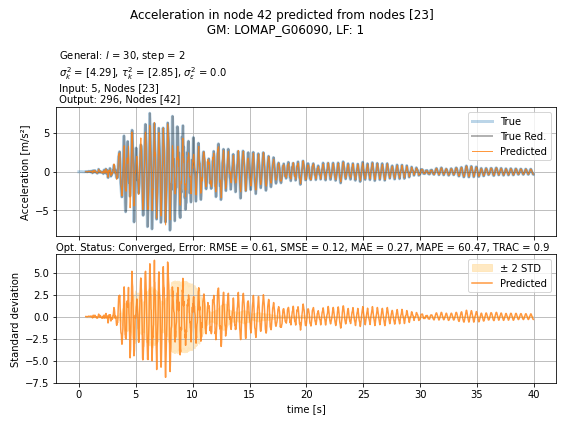 Acceleration in node 42 predicted from nodes [23]
GM: LOMAP_G06090, LF: 1
General: l = 30, step = 2
σ²ₖ = [4.29], τ²ₖ = [2.85], σ²ε = 0.0
Input: 5, Nodes [23]
Output: 296, Nodes [42]
True
True Red.
Predicted
Acceleration [m/s²]
5
0
−5
Opt. Status: Converged, Error: RMSE = 0.61, SMSE = 0.12, MAE = 0.27, MAPE = 60.47, TRAC = 0.9
± 2 STD
Predicted
Standard deviation
5.0
2.5
0.0
−2.5
−5.0
−7.5
0 5 10 15 20 25 30 35 40
time [s]